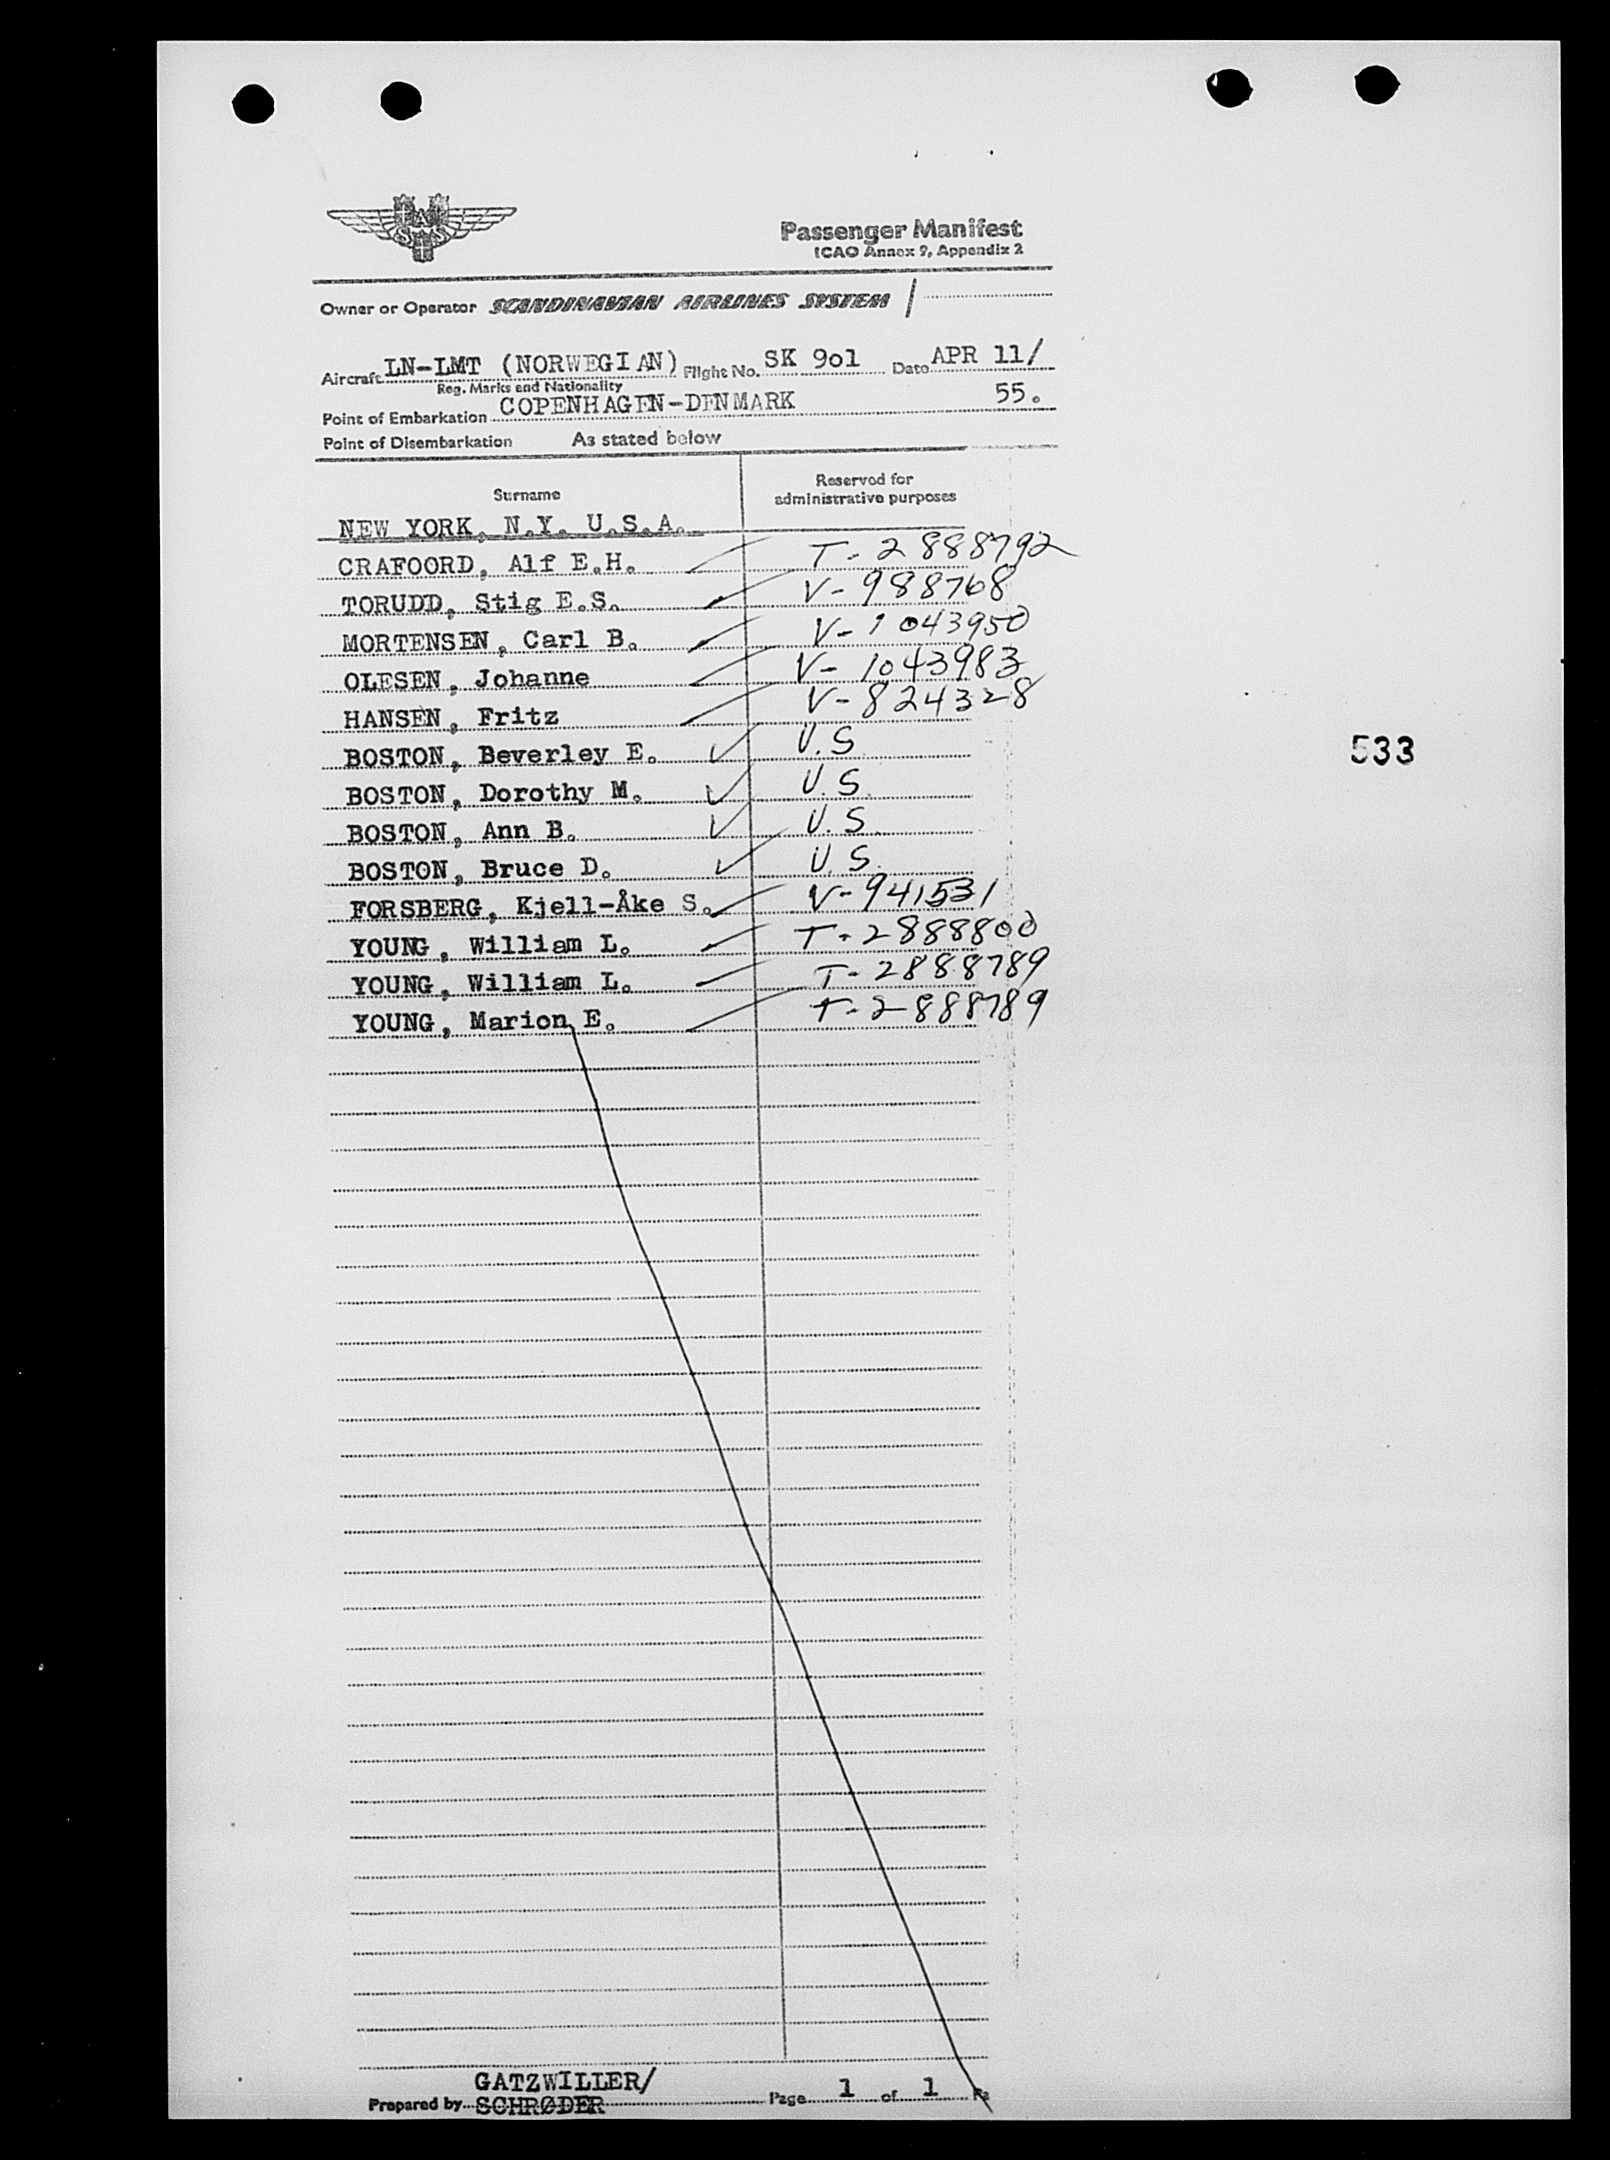 SAS
Passenger Manifest
ICAO Annex 9, Appendix 2
Owner or Operator SCANDINAVIAN AIRLINES SYSTEM /
Aircraft LN-LMT (NORWEGIAN) Flight No. SK 901 Date APR 11/
Reg. Marks and Nationality
Point of Embarkation COPENHAGEN-DENMARK 55.
Point of Disembarkation As stated below
Surname Reserved for administrative purposes
NEW YORK, N.Y. U.S.A.
CRAFOORD, Alf E.H. T-2888792
TORUDD, Stig E.S. V-988768
MORTENSEN, Carl B. V-1043950
OLESEN, Johanne V-1043983
HANSEN, Fritz V-824328
533
BOSTON, Beverley E. U.S
BOSTON, Dorothy M. U.S.
BOSTON, Ann B. U.S.
BOSTON, Bruce D. U.S.
FORSBERG, Kjell-Åke S. V-941531
YOUNG, William L. T-2888800
YOUNG, William L. T-2888789
YOUNG, Marion E. T-2888789
GATZWILLER/
Prepared by SCHRØDER Page 1 of 1